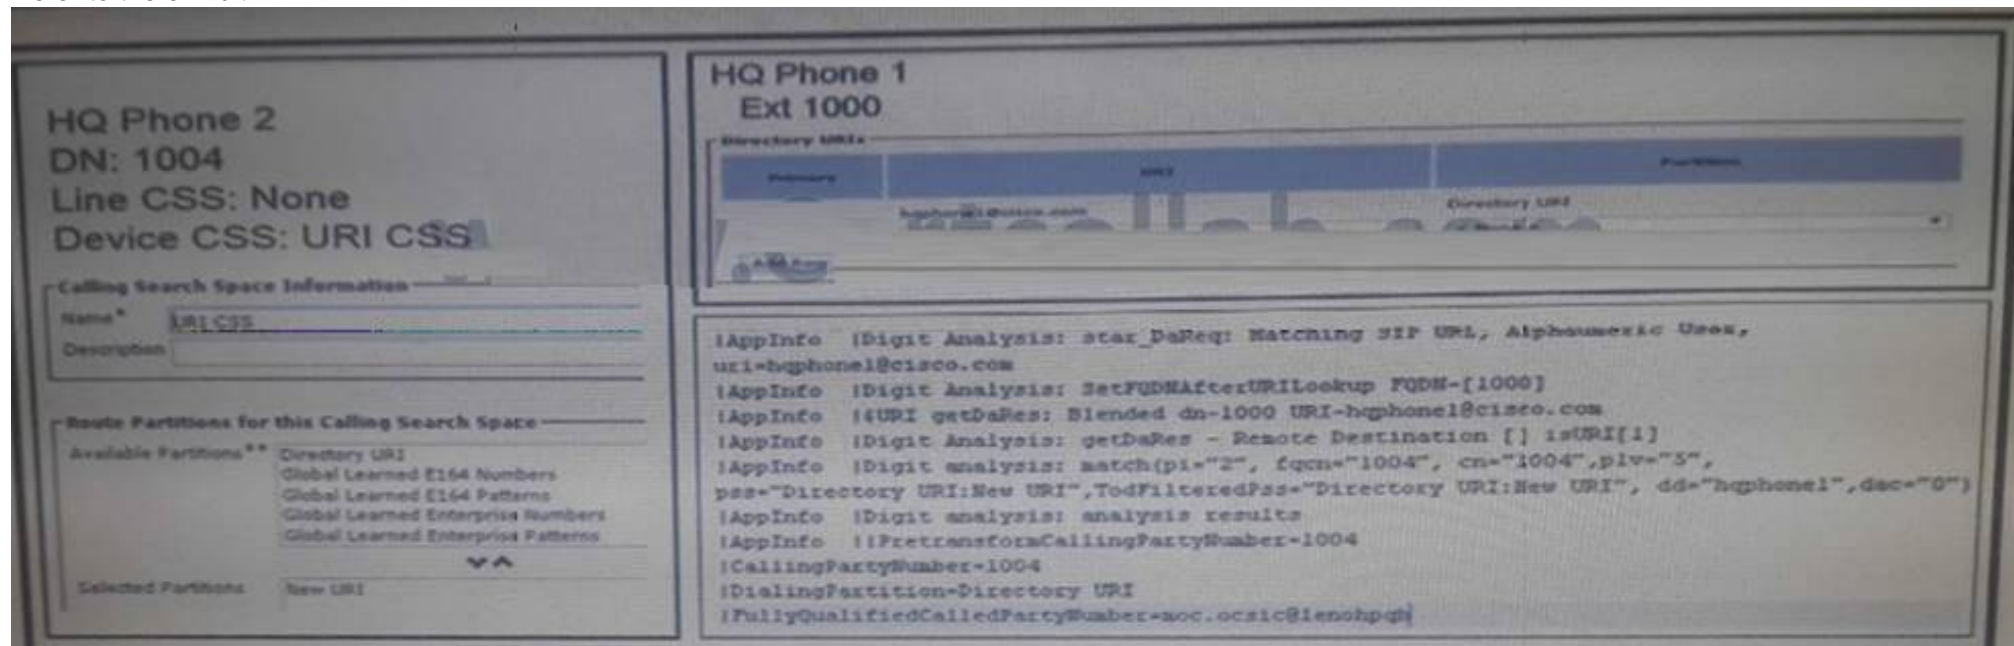 HQ Phone 2
DN: 1004
Line CSS: None
Device CSS: URI CSS
Calling Search Space Information
Name*
URI CSS
Description
Route Partitions for this Calling Search Space
Available Partitions**
Directory URI
Global Learned E164 Numbers
Global Learned E164 Patterns
Global Learned Enterprise Numbers
Global Learned Enterprise Patterns
Selected Partitions
New URI
HQ Phone 1
Ext 1000
Directory URIs
Primary
URI
Partition
hqphone1@cisco.com
Directory URI
|AppInfo |Digit Analysis: star_DaReq: Matching SIP URL, Alphanumeric User,
uri=hqphone1@cisco.com
|AppInfo |Digit Analysis: SetFQDNAfterURILookup FQDN-[1000]
|AppInfo |&URI getDaRes: Blended dn-1000 URI-hqphone1@cisco.com
|AppInfo |Digit Analysis: getDaRes - Remote Destination [] isURI[1]
|AppInfo |Digit analysis: match(pi="2", fqcn="1004", cn="1004",plv="5",
pss="Directory URI:New URI",TodFilteredPss="Directory URI:New URI", dd="hqphone1",dac="0")
|AppInfo |Digit analysis: analysis results
|AppInfo ||PretransformCallingPartyNumber=1004
|CallingPartyNumber=1004
|DialingPartition=Directory URI
|FullyQualifiedCalledPartyNumber=moc.ocsic@1enohpqh